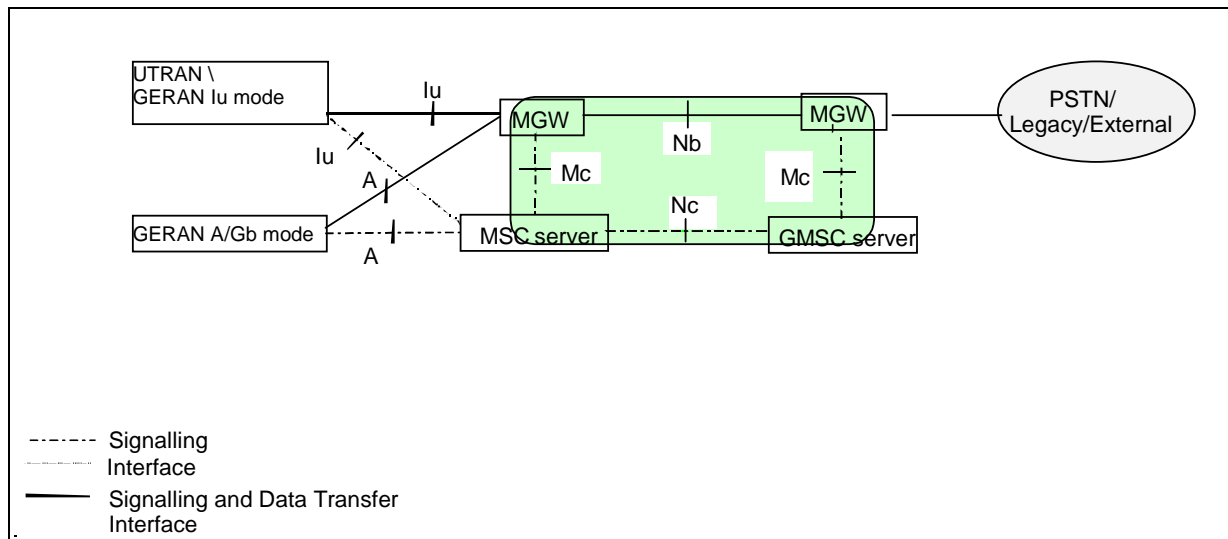 UTRAN \
GERAN Iu mode
Iu
MGW
MGW
PSTN/
Legacy/External
Nb
Iu
A
Mc
Mc
Nc
GERAN A/Gb mode
MSC server
GMSC server
A
Signalling
Interface
Signalling and Data Transfer
Interface